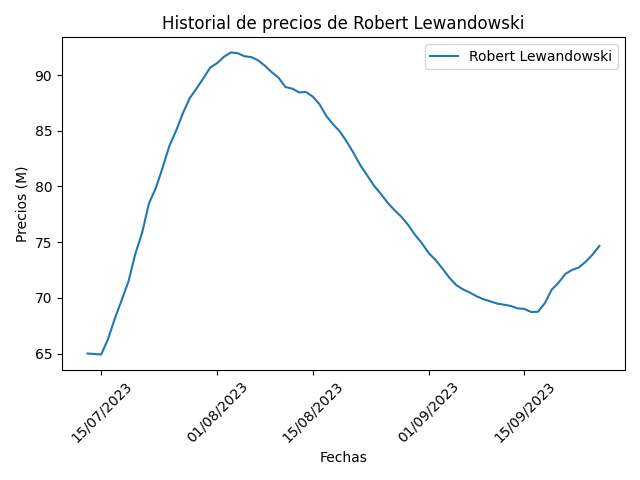 Historial de precios de Robert Lewandowski
Robert Lewandowski
Precios (M)
90
85
80
75
70
65
15/07/2023
01/08/2023
15/08/2023
01/09/2023
15/09/2023
Fechas